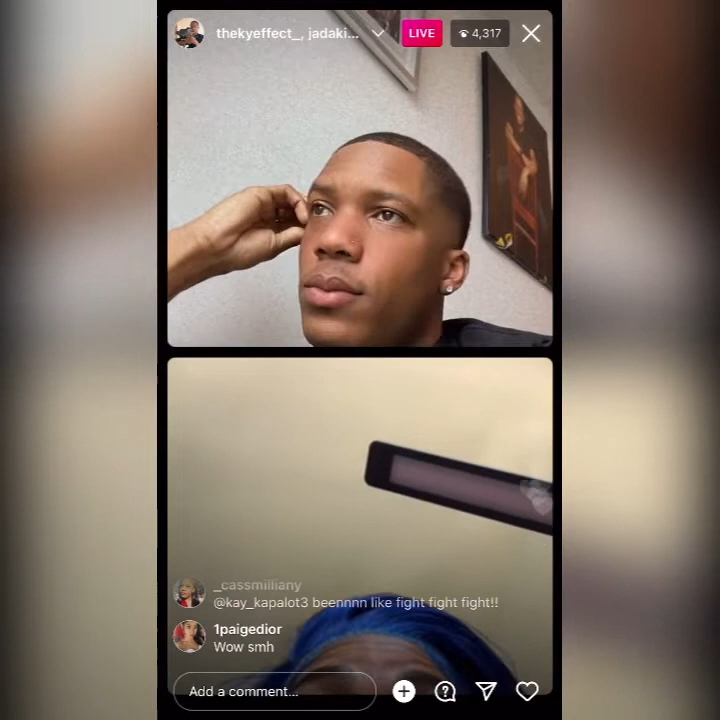 thekyeffect_, jadaki...
LIVE
4,317
_cassmilliany
@kay_kapalot3 beennnn like fight fight fight!!
1paigedior
Wow smh
Add a comment...